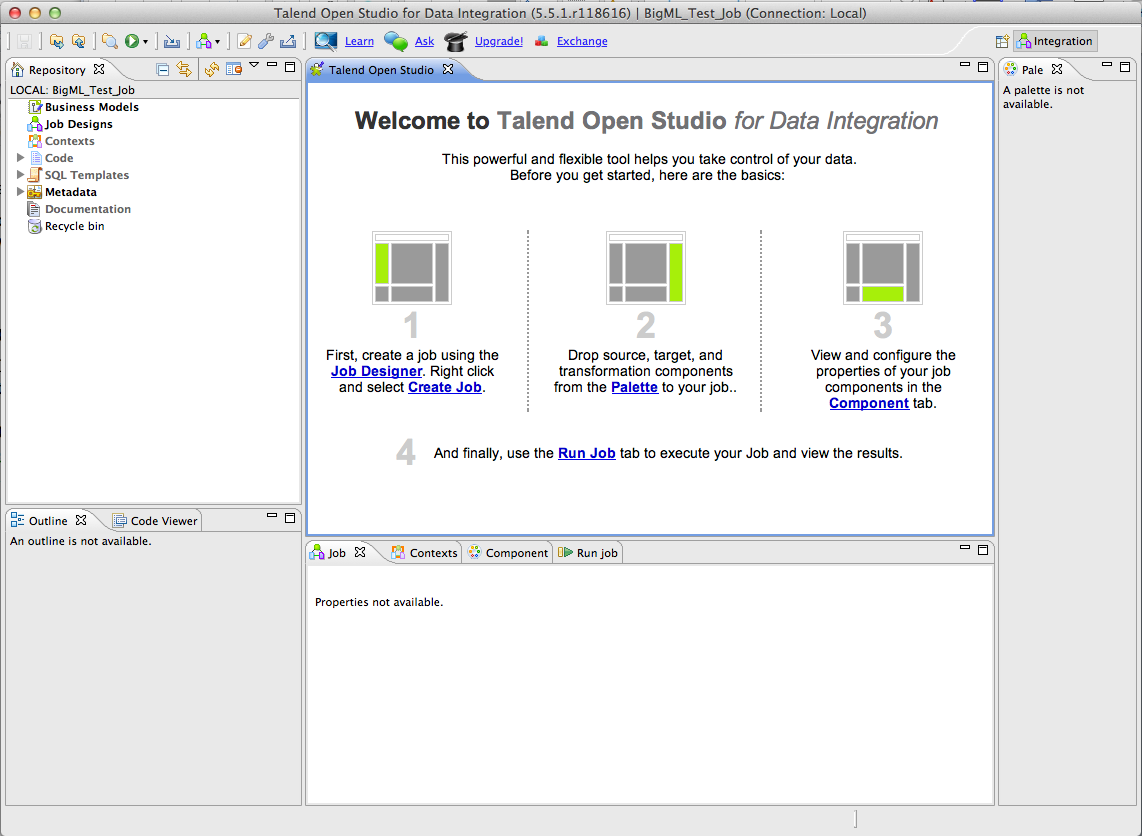 Talend Open Studio for Data Integration (5.5.1.r118616) | BigML_Test_Job (Connection: Local)
Learn Ask Upgrade! Exchange Integration
Repository
LOCAL: BigML_Test_Job
Business Models
Job Designs
Contexts
Code
SQL Templates
Metadata
Documentation
Recycle bin
Talend Open Studio
Welcome to Talend Open Studio for Data Integration
This powerful and flexible tool helps you take control of your data.
Before you get started, here are the basics:
1
First, create a job using the
Job Designer. Right click
and select Create Job.
2
Drop source, target, and
transformation components
from the Palette to your job..
3
View and configure the
properties of your job
components in the
Component tab.
4 And finally, use the Run Job tab to execute your Job and view the results.
Pale
A palette is not
available.
Outline Code Viewer
An outline is not available.
Job Contexts Component Run job
Properties not available.